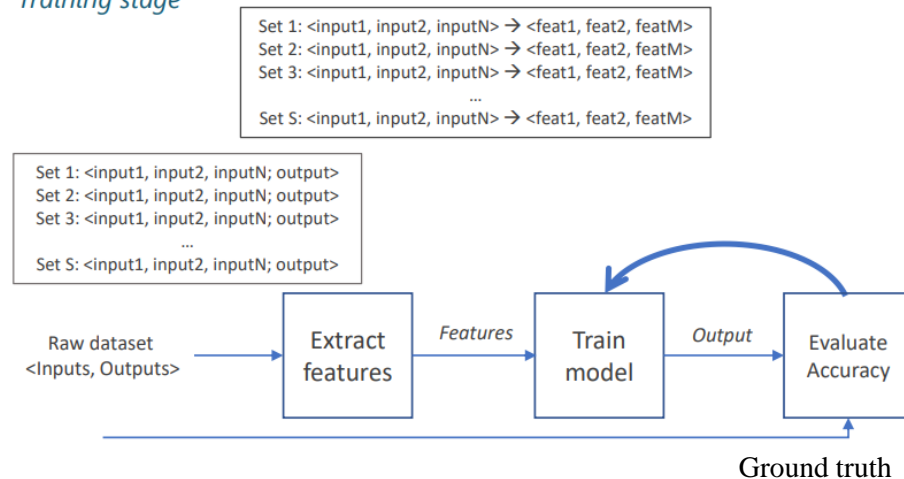 Training stage
Set 1: <input1, input2, inputN> → <feat1, feat2, featM>
Set 2: <input1, input2, inputN> → <feat1, feat2, featM>
Set 3: <input1, input2, inputN> → <feat1, feat2, featM>
...
Set S: <input1, input2, inputN> → <feat1, feat2, featM>
Set 1: <input1, input2, inputN; output>
Set 2: <input1, input2, inputN; output>
Set 3: <input1, input2, inputN; output>
...
Set S: <input1, input2, inputN; output>
Raw dataset
<Inputs, Outputs>
Extract
features
Features
Train
model
Output
Evaluate
Accuracy
Ground truth